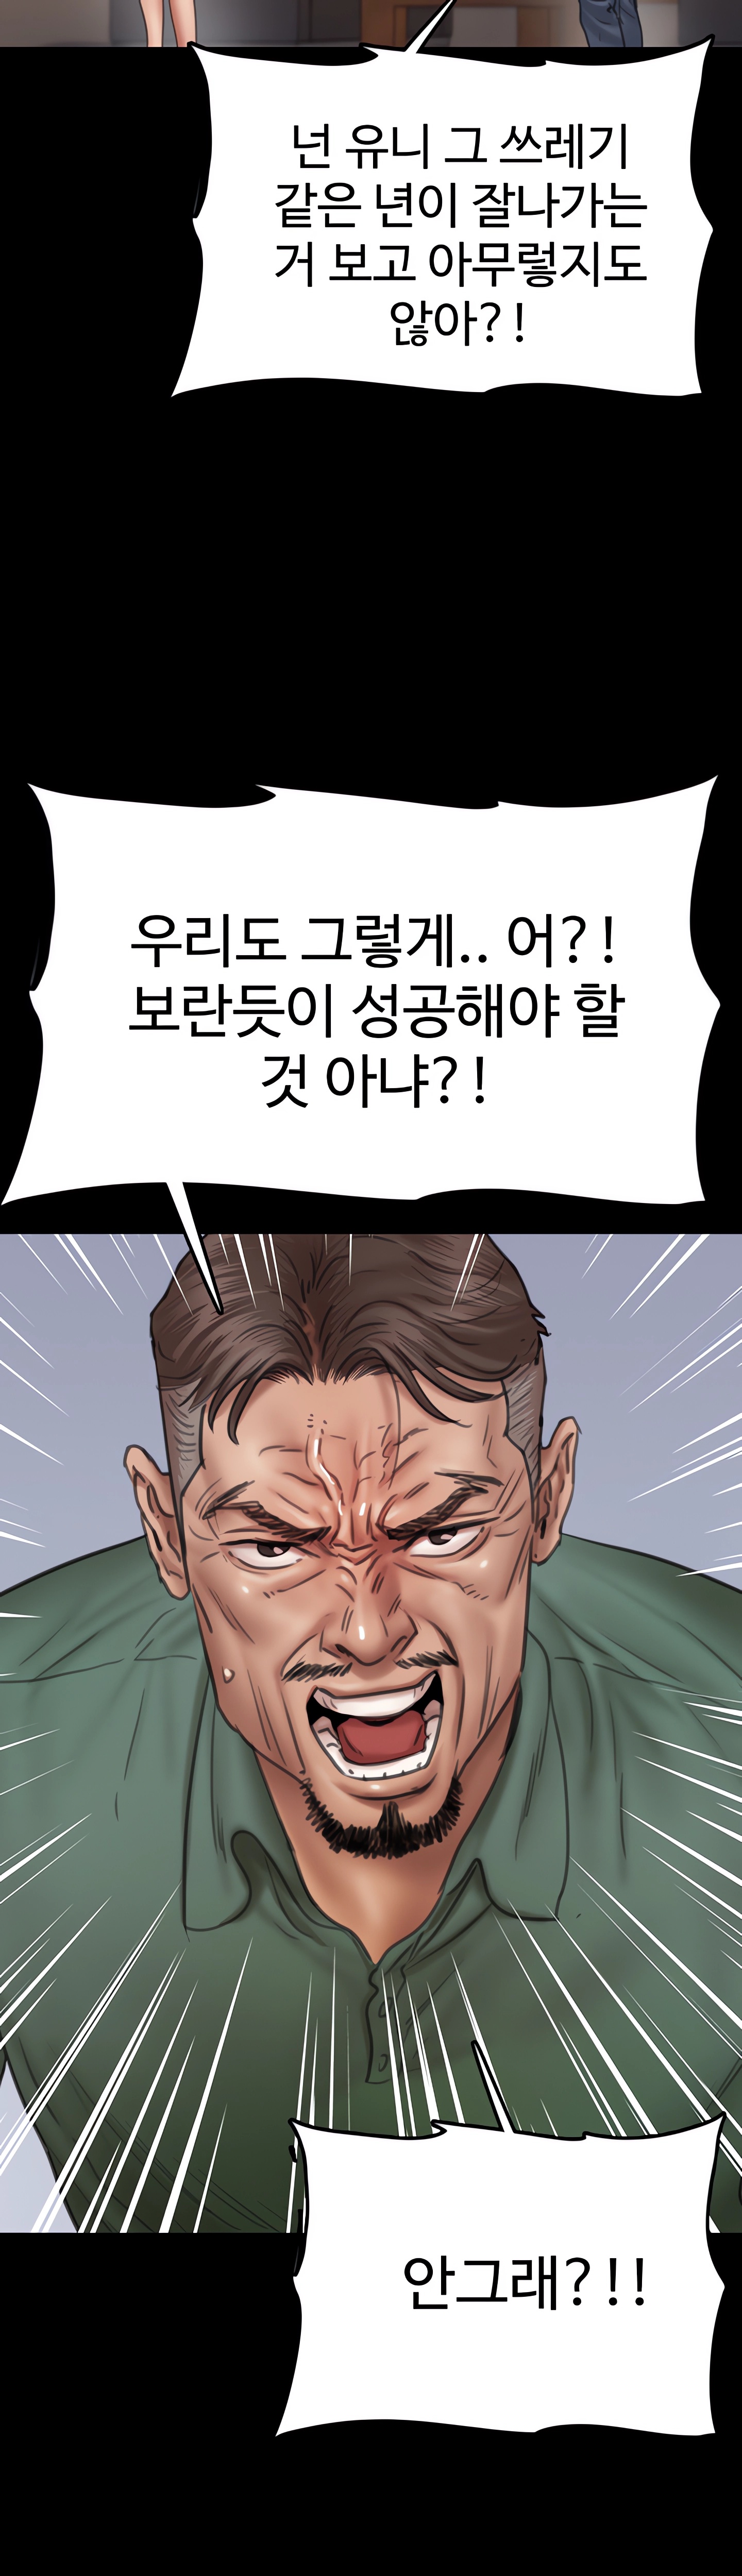 넌 유니 그 쓰레기
같은 년이 잘나가는
거 보고 아무렇지도
않아?!
우리도 그렇게.. 어?!
보란듯이 성공해야 할
것 아냐?!
안그래?!!